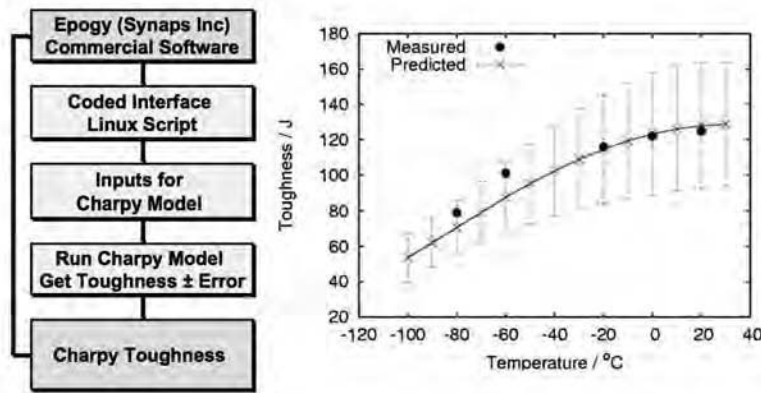 Epogy (Synaps Inc)
Commercial Software
Coded Interface
Linux Script
Inputs for
Charpy Model
Run Charpy Model
Get Toughness ± Error
Charpy Toughness
Measured
Predicted
Toughness / J
180
160
140
120
100
80
60
40
20
-120 -100 -80 -60 -40 -20 0 20 40
Temperature / °C